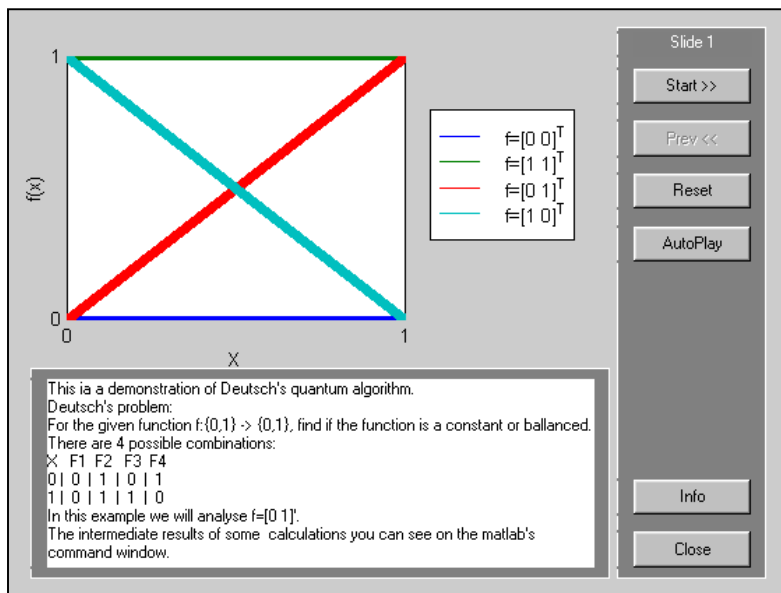 1
f(x)
0
0
1
X
f=[0 0]T
f=[1 1]T
f=[0 1]T
f=[1 0]T
This ia a demonstration of Deutsch's quantum algorithm.
Deutsch's problem:
For the given function f:{0,1} -> {0,1}, find if the function is a constant or ballanced.
There are 4 possible combinations:
X F1 F2 F3 F4
0| 0 | 1 | 0 | 1
1| 0 | 1 | 1 | 0
In this example we will analyse f=[0 1]'.
The intermediate results of some calculations you can see on the matlab's
command window.
Slide 1
Start >>
Prev <<
Reset
AutoPlay
Info
Close